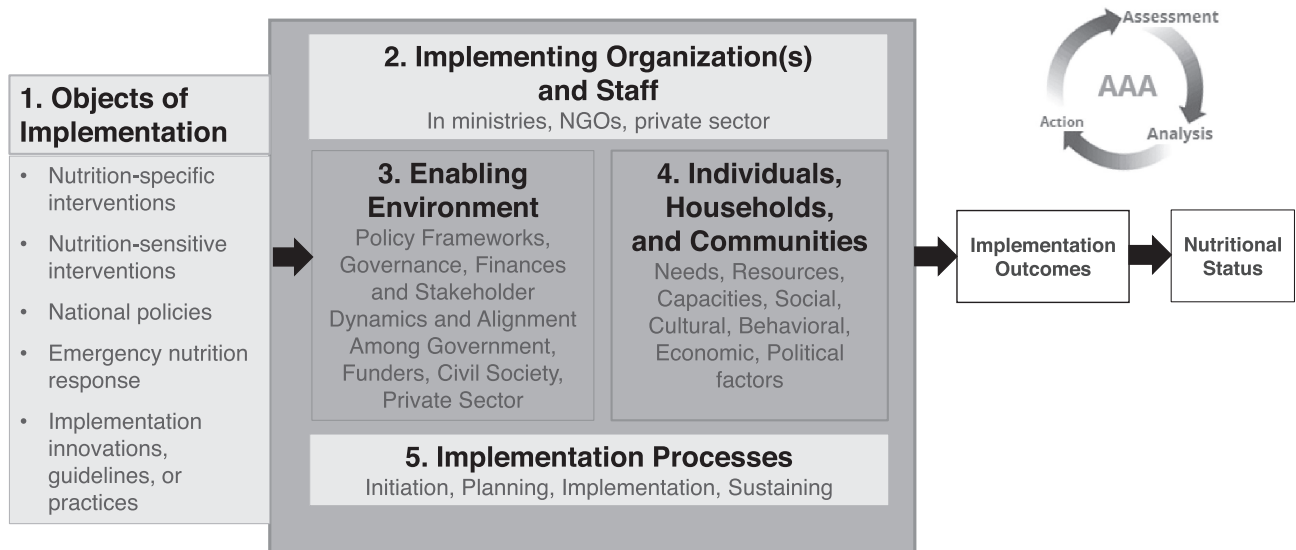 1. Objects of
Implementation
• Nutrition-specific
interventions
• Nutrition-sensitive
interventions
• National policies
• Emergency nutrition
response
• Implementation
innovations,
guidelines, or
practices
2. Implementing Organization(s)
and Staff
In ministries, NGOs, private sector
3. Enabling
Environment
Policy Frameworks,
Governance, Finances
and Stakeholder
Dynamics and Alignment
Among Government,
Funders, Civil Society,
Private Sector
4. Individuals,
Households,
and Communities
Needs, Resources,
Capacities, Social,
Cultural, Behavioral,
Economic, Political
factors
5. Implementation Processes
Initiation, Planning, Implementation, Sustaining
Assessment
AAA
Action
Analysis
Implementation
Outcomes
Nutritional
Status